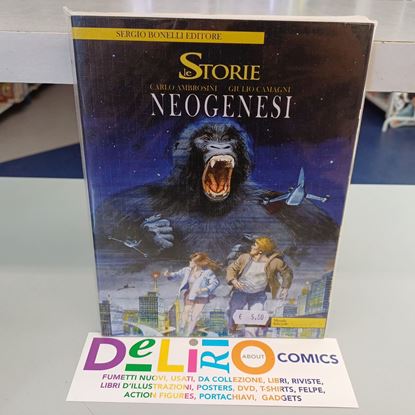 SERGIO BONELLI EDITORE
Le STORIE
CARLO AMBROSINI GIULIO CAMAGNI
NEOGENESI
€ 5,50
DeLiRiO ABOUT COMICS
FUMETTI NUOVI, USATI, DA COLLEZIONE, LIBRI, RIVISTE,
LIBRI D'ILLUSTRAZIONI, POSTERS, DVD, T-SHIRTS, FELPE,
ACTION FIGURES, PORTACHIAVI, GADGETS